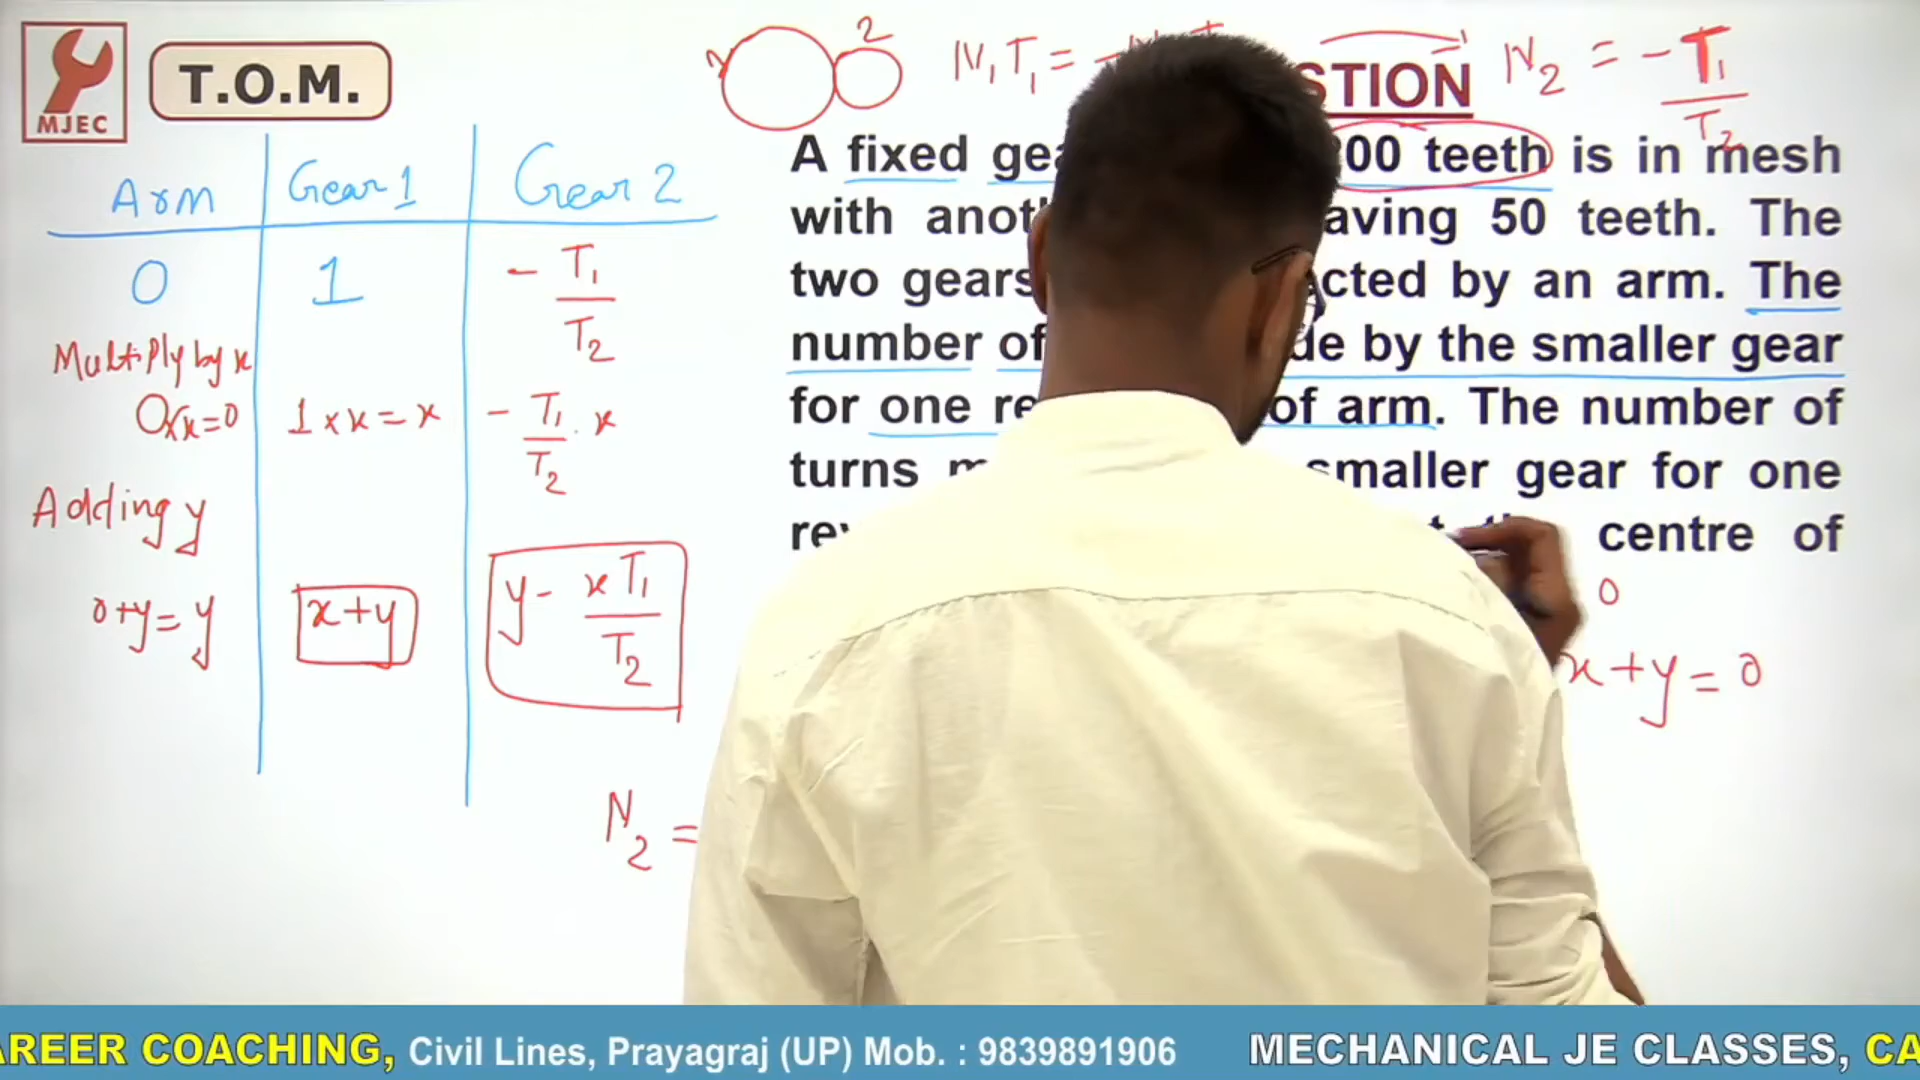 MJEC
T.O.M.
2
N₁T₁ =
STION
N₂ = - T₁/T₂
A fixed gea 00 teeth is in mesh
with anot aving 50 teeth. The
two gears cted by an arm. The
number of de by the smaller gear
for one re of arm. The number of
turns m smaller gear for one
rev centre of
Arm Gear 1 Gear 2
0 1 - T₁/T₂
Multiply by x
0×x=0 1×x=x - T₁/T₂ . x
Adding y
0+y=y x+y y - xT₁/T₂
0
x+y=0
N₂ =
AREER COACHING, Civil Lines, Prayagraj (UP) Mob. : 9839891906 MECHANICAL JE CLASSES, CA